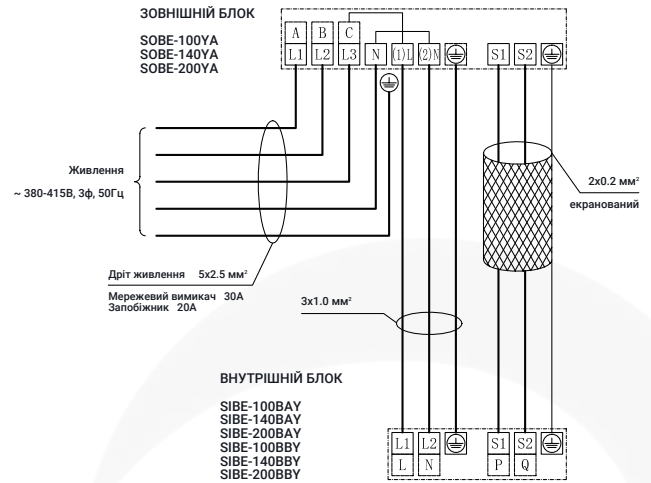 ЗОВНІШНІЙ БЛОК
SOBE-100YA
SOBE-140YA
SOBE-200YA
A B C
L1 L2 L3 N (1)L (2)N S1 S2
Живлення
~ 380-415В, 3ф, 50Гц
2x0.2 мм²
екранований
Дріт живлення 5x2.5 мм²
Мережевий вимикач 30А
Запобіжник 20А
3x1.0 мм²
ВНУТРІШНІЙ БЛОК
SIBE-100BAY
SIBE-140BAY
SIBE-200BAY
SIBE-100BBY
SIBE-140BBY
SIBE-200BBY
L1 L2 S1 S2
L N P Q